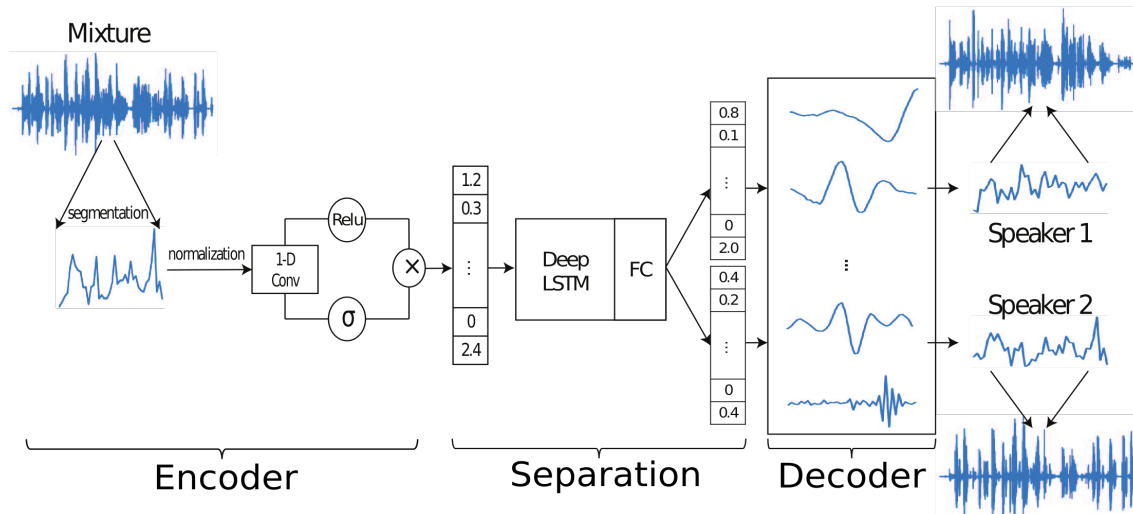 Mixture
segmentation
normalization
1-D
Conv
Relu
σ
×
1.2
0.3
⋮
0
2.4
Deep
LSTM
FC
0.8
0.1
⋮
0
2.0
0.4
0.2
⋮
0
0.4
...
Speaker 1
Speaker 2
Encoder
Separation
Decoder